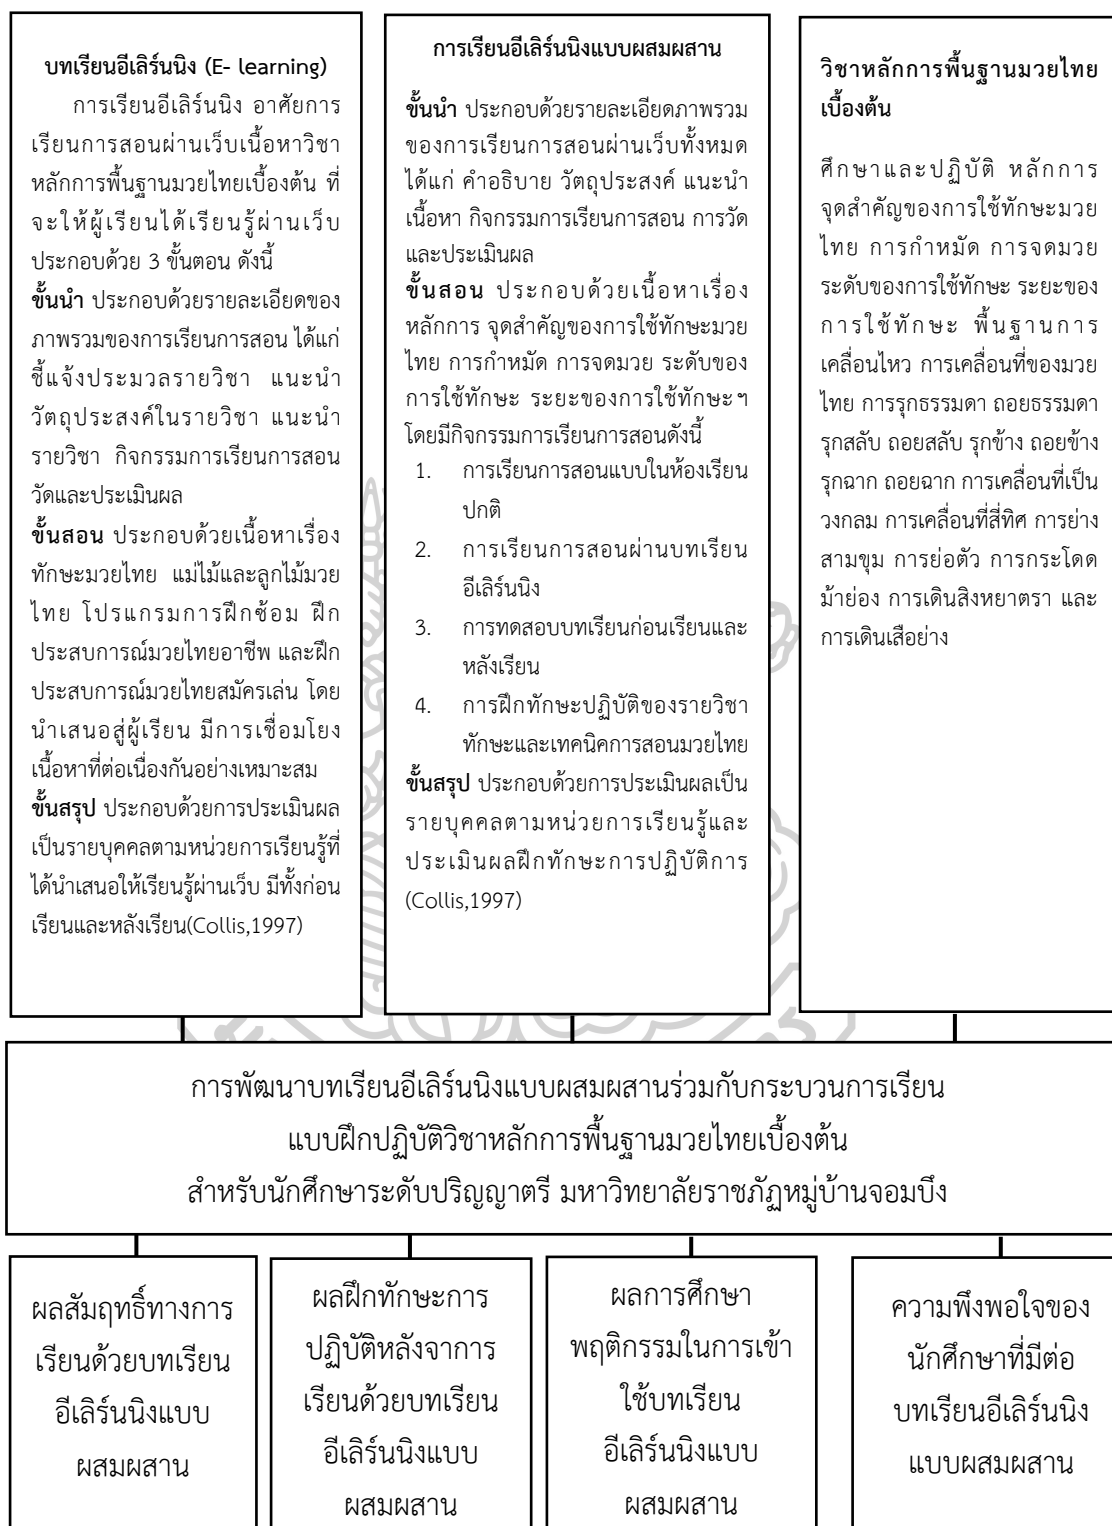 บทเรียนอีเลิร์นนิง (E- learning)
การเรียนอีเลิร์นนิง อาศัยการ
เรียนการสอนผ่านเว็บเนื้อหาวิชา
หลักการพื้นฐานมวยไทยเบื้องต้น ที่
จะให้ผู้เรียนได้เรียนรู้ผ่านเว็บ
ประกอบด้วย 3 ขั้นตอน ดังนี้
ขั้นนำ ประกอบด้วยรายละเอียดของ
ภาพรวมของการเรียนการสอน ได้แก่
ชี้แจ้งประมวลรายวิชา แนะนำ
วัตถุประสงค์ในรายวิชา แนะนำ
รายวิชา กิจกรรมการเรียนการสอน
วัดและประเมินผล
ขั้นสอน ประกอบด้วยเนื้อหาเรื่อง
ทักษะมวยไทย แม่ไม้และลูกไม้มวย
ไทย โปรแกรมการฝึกซ้อม ฝึก
ประสบการณ์มวยไทยอาชีพ และฝึก
ประสบการณ์มวยไทยสมัครเล่น โดย
นำเสนอสู่ผู้เรียน มีการเชื่อมโยง
เนื้อหาที่ต่อเนื่องกันอย่างเหมาะสม
ขั้นสรุป ประกอบด้วยการประเมินผล
เป็นรายบุคคลตามหน่วยการเรียนรู้ที่
ได้นำเสนอให้เรียนรู้ผ่านเว็บ มีทั้งก่อน
เรียนและหลังเรียน(Collis,1997)
การเรียนอีเลิร์นนิงแบบผสมผสาน
ขั้นนำ ประกอบด้วยรายละเอียดภาพรวม
ของการเรียนการสอนผ่านเว็บทั้งหมด
ได้แก่ คำอธิบาย วัตถุประสงค์ แนะนำ
เนื้อหา กิจกรรมการเรียนการสอน การวัด
และประเมินผล
ขั้นสอน ประกอบด้วยเนื้อหาเรื่อง
หลักการ จุดสำคัญของการใช้ทักษะมวย
ไทย การกำหมัด การจดมวย ระดับของ
การใช้ทักษะ ระยะของการใช้ทักษะฯ
โดยมีกิจกรรมการเรียนการสอนดังนี้
1. การเรียนการสอนแบบในห้องเรียน
ปกติ
2. การเรียนการสอนผ่านบทเรียน
อีเลิร์นนิง
3. การทดสอบบทเรียนก่อนเรียนและ
หลังเรียน
4. การฝึกทักษะปฏิบัติของรายวิชา
ทักษะและเทคนิคการสอนมวยไทย
ขั้นสรุป ประกอบด้วยการประเมินผลเป็น
รายบุคคลตามหน่วยการเรียนรู้และ
ประเมินผลฝึกทักษะการปฏิบัติการ
(Collis,1997)
วิชาหลักการพื้นฐานมวยไทย
เบื้องต้น
ศึกษาและปฏิบัติ หลักการ
จุดสำคัญของการใช้ทักษะมวย
ไทย การกำหมัด การจดมวย
ระดับของการใช้ทักษะ ระยะของ
การใช้ทักษะ พื้นฐานการ
เคลื่อนไหว การเคลื่อนที่ของมวย
ไทย การรุกธรรมดา ถอยธรรมดา
รุกสลับ ถอยสลับ รุกข้าง ถอยข้าง
รุกฉาก ถอยฉาก การเคลื่อนที่เป็น
วงกลม การเคลื่อนที่สี่ทิศ การย่าง
สามขุม การย่อตัว การกระโดด
ม้าย่อง การเดินสิงหยาตรา และ
การเดินเสือย่าง
การพัฒนาบทเรียนอีเลิร์นนิงแบบผสมผสานร่วมกับกระบวนการเรียน
แบบฝึกปฏิบัติวิชาหลักการพื้นฐานมวยไทยเบื้องต้น
สำหรับนักศึกษาระดับปริญญาตรี มหาวิทยาลัยราชภัฏหมู่บ้านจอมบึง
ผลสัมฤทธิ์ทางการ
เรียนด้วยบทเรียน
อีเลิร์นนิงแบบ
ผสมผสาน
ผลฝึกทักษะการ
ปฏิบัติหลังจาการ
เรียนด้วยบทเรียน
อีเลิร์นนิงแบบ
ผสมผสาน
ผลการศึกษา
พฤติกรรมในการเข้า
ใช้บทเรียน
อีเลิร์นนิงแบบ
ผสมผสาน
ความพึงพอใจของ
นักศึกษาที่มีต่อ
บทเรียนอีเลิร์นนิง
แบบผสมผสาน